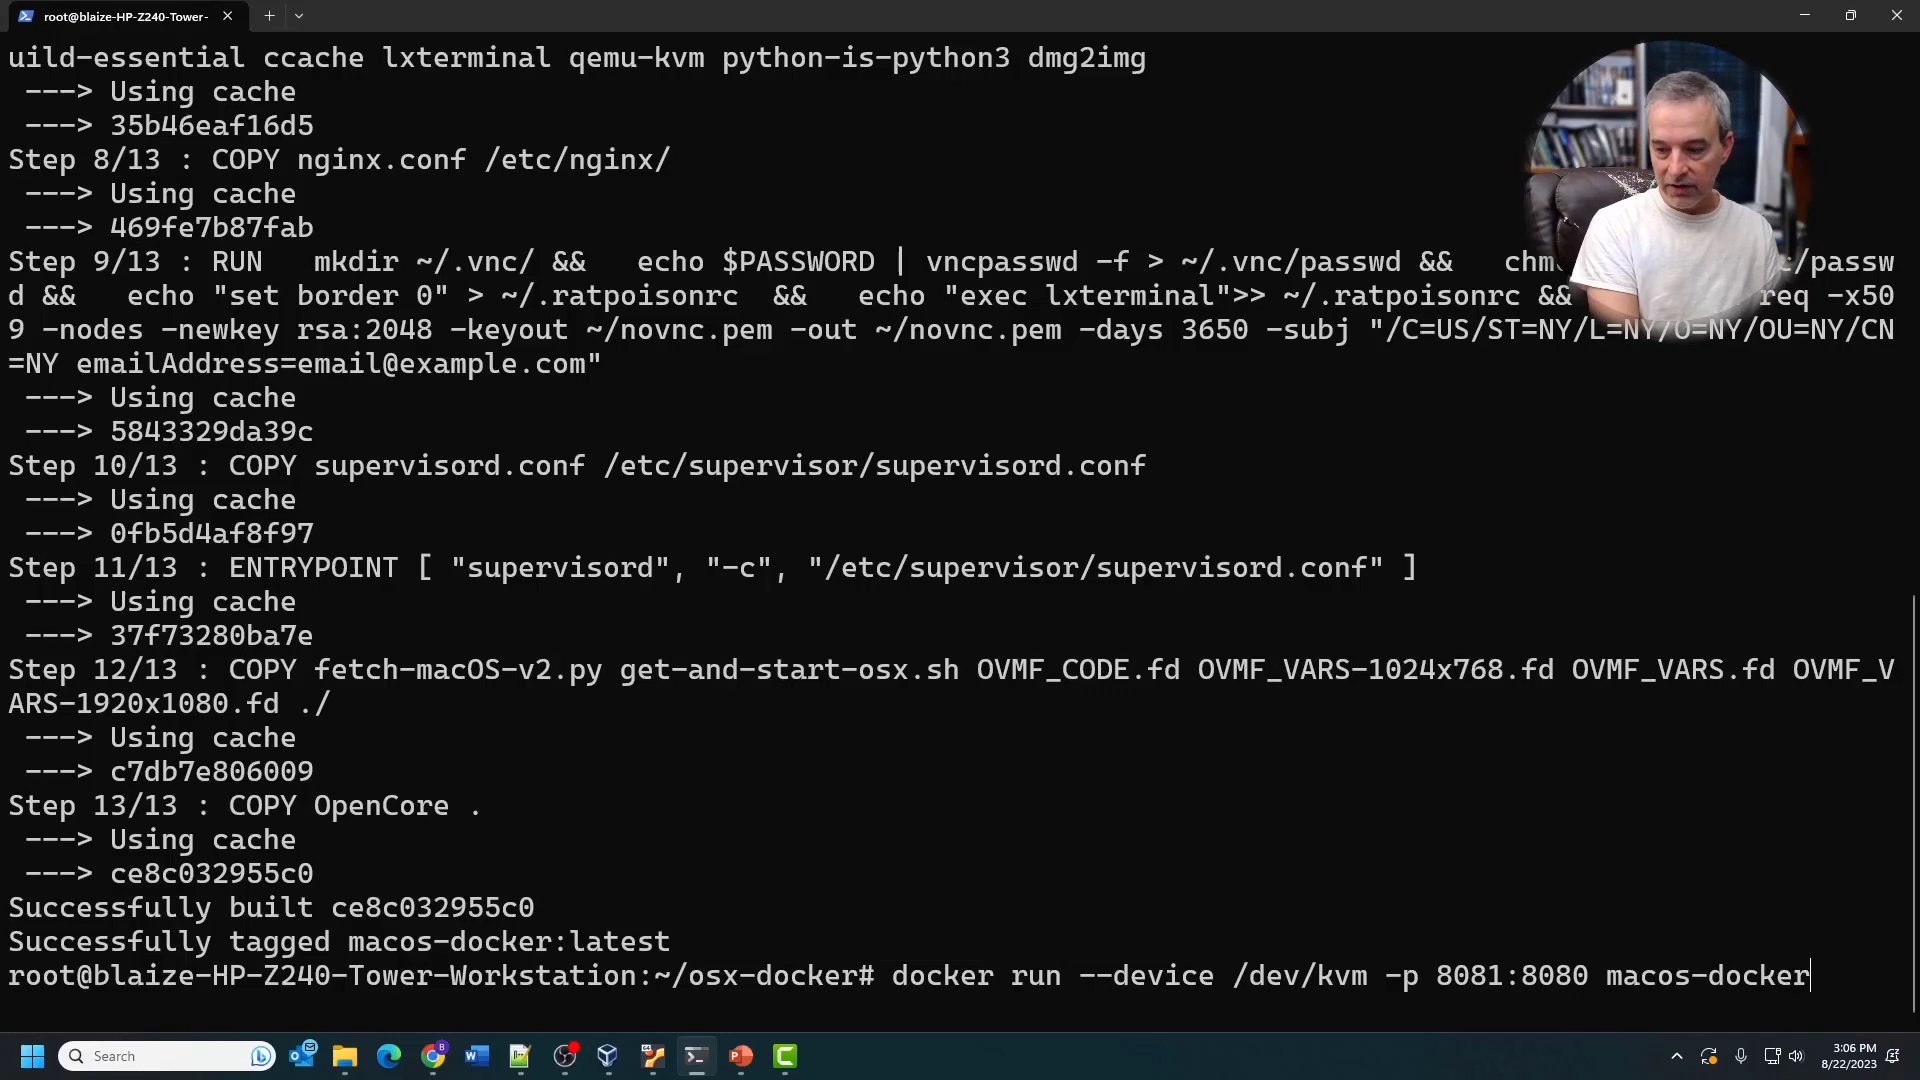 root@blaize-HP-Z240-Tower-
uild-essential ccache lxterminal qemu-kvm python-is-python3 dmg2img
---> Using cache
---> 35b46eaf16d5
Step 8/13 : COPY nginx.conf /etc/nginx/
---> Using cache
---> 469fe7b87fab
Step 9/13 : RUN   mkdir ~/.vnc/ &&   echo $PASSWORD | vncpasswd -f > ~/.vnc/passwd &&   chm /passw
d &&   echo "set border 0" > ~/.ratpoisonrc  &&   echo "exec lxterminal">> ~/.ratpoisonrc && req -x50
9 -nodes -newkey rsa:2048 -keyout ~/novnc.pem -out ~/novnc.pem -days 3650 -subj "/C=US/ST=NY/L=NY/O=NY/OU=NY/CN
=NY emailAddress=email@example.com"
---> Using cache
---> 5843329da39c
Step 10/13 : COPY supervisord.conf /etc/supervisor/supervisord.conf
---> Using cache
---> 0fb5d4af8f97
Step 11/13 : ENTRYPOINT [ "supervisord", "-c", "/etc/supervisor/supervisord.conf" ]
---> Using cache
---> 37f73280ba7e
Step 12/13 : COPY fetch-macOS-v2.py get-and-start-osx.sh OVMF_CODE.fd OVMF_VARS-1024x768.fd OVMF_VARS.fd OVMF_V
ARS-1920x1080.fd ./
---> Using cache
---> c7db7e806009
Step 13/13 : COPY OpenCore .
---> Using cache
---> ce8c032955c0
Successfully built ce8c032955c0
Successfully tagged macos-docker:latest
root@blaize-HP-Z240-Tower-Workstation:~/osx-docker# docker run --device /dev/kvm -p 8081:8080 macos-docker
Search
3:06 PM
8/22/2023